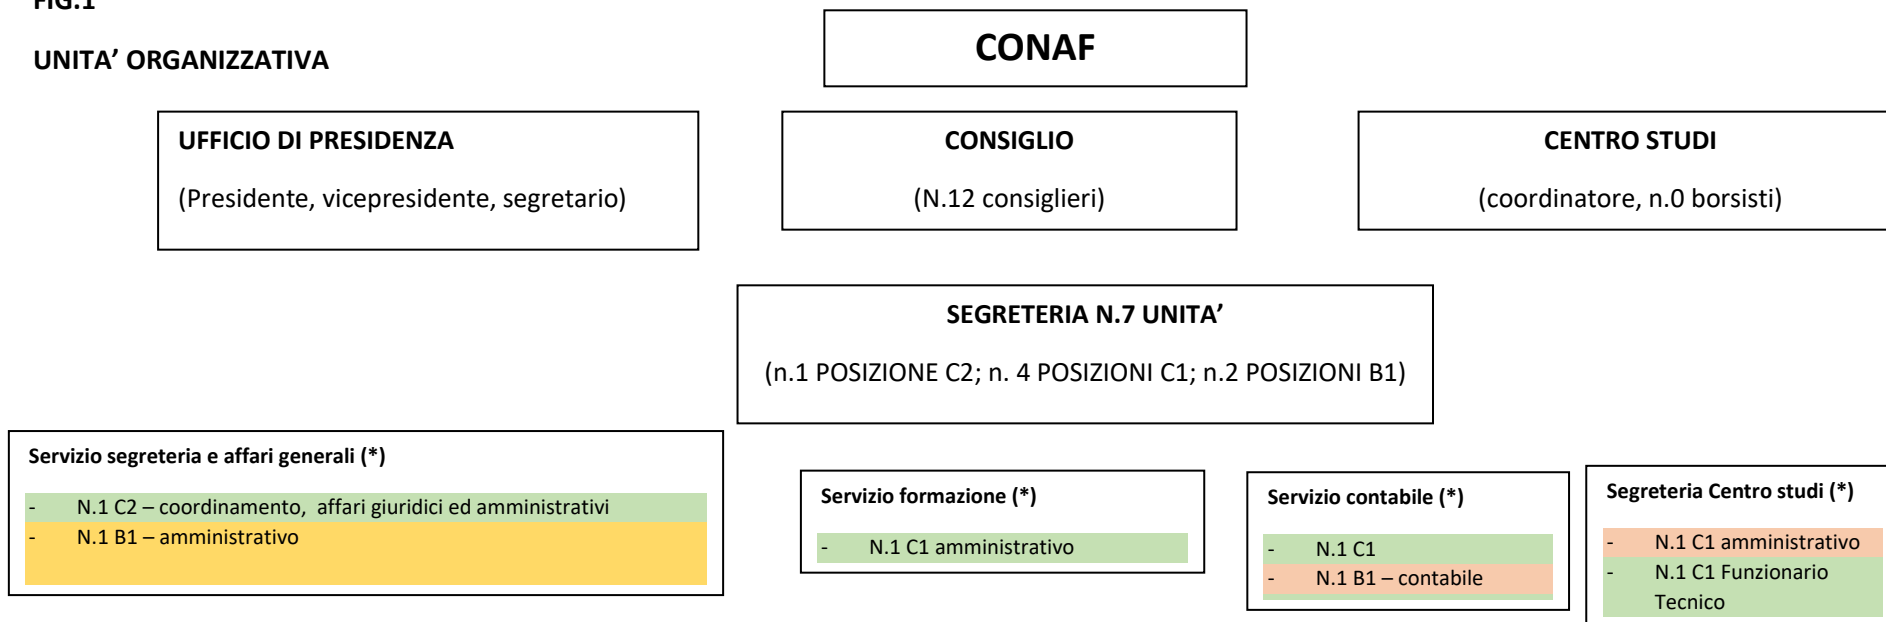 FIG.1
UNITA’ ORGANIZZATIVA
CONAF
UFFICIO DI PRESIDENZA
(Presidente, vicepresidente, segretario)
CONSIGLIO
(N.12 consiglieri)
CENTRO STUDI
(coordinatore, n.0 borsisti)
SEGRETERIA N.7 UNITA’
(n.1 POSIZIONE C2; n. 4 POSIZIONI C1; n.2 POSIZIONI B1)
Servizio segreteria e affari generali (*)
- N.1 C2 – coordinamento, affari giuridici ed amministrativi
- N.1 B1 – amministrativo
Servizio formazione (*)
- N.1 C1 amministrativo
Servizio contabile (*)
- N.1 C1
- N.1 B1 – contabile
Segreteria Centro studi (*)
- N.1 C1 amministrativo
- N.1 C1 Funzionario
Tecnico